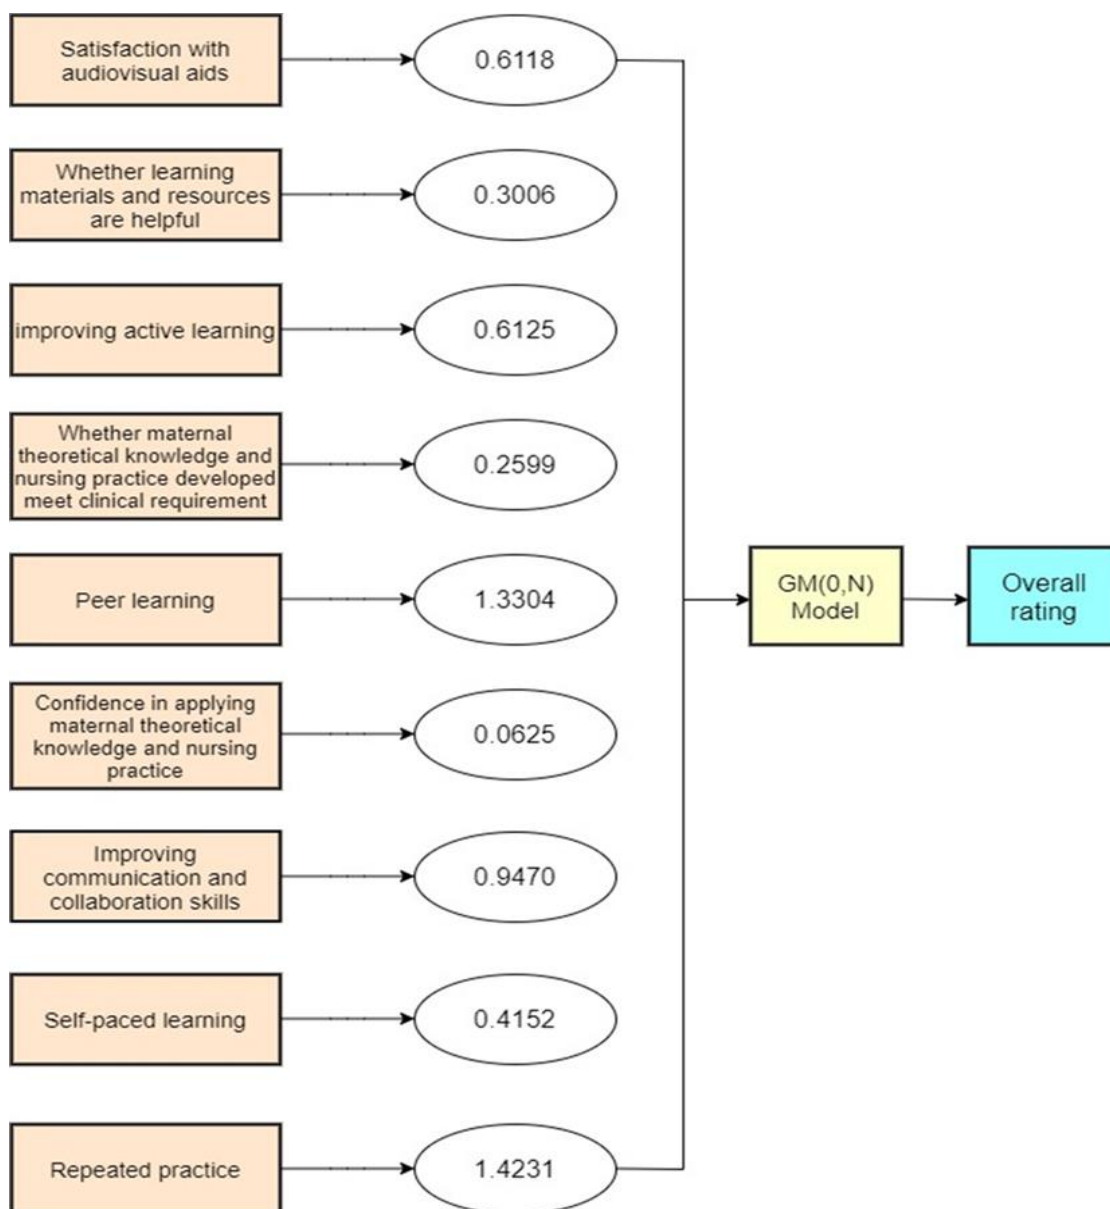 Satisfaction with
audiovisual aids
0.6118
Whether learning
materials and resources
are helpful
0.3006
improving active learning
0.6125
Whether maternal
theoretical knowledge and
nursing practice developed
meet clinical requirement
0.2599
Peer learning
1.3304
GM(0,N)
Model
Overall
rating
Confidence in applying
maternal theoretical
knowledge and nursing
practice
0.0625
Improving
communication and
collaboration skills
0.9470
Self-paced learning
0.4152
Repeated practice
1.4231